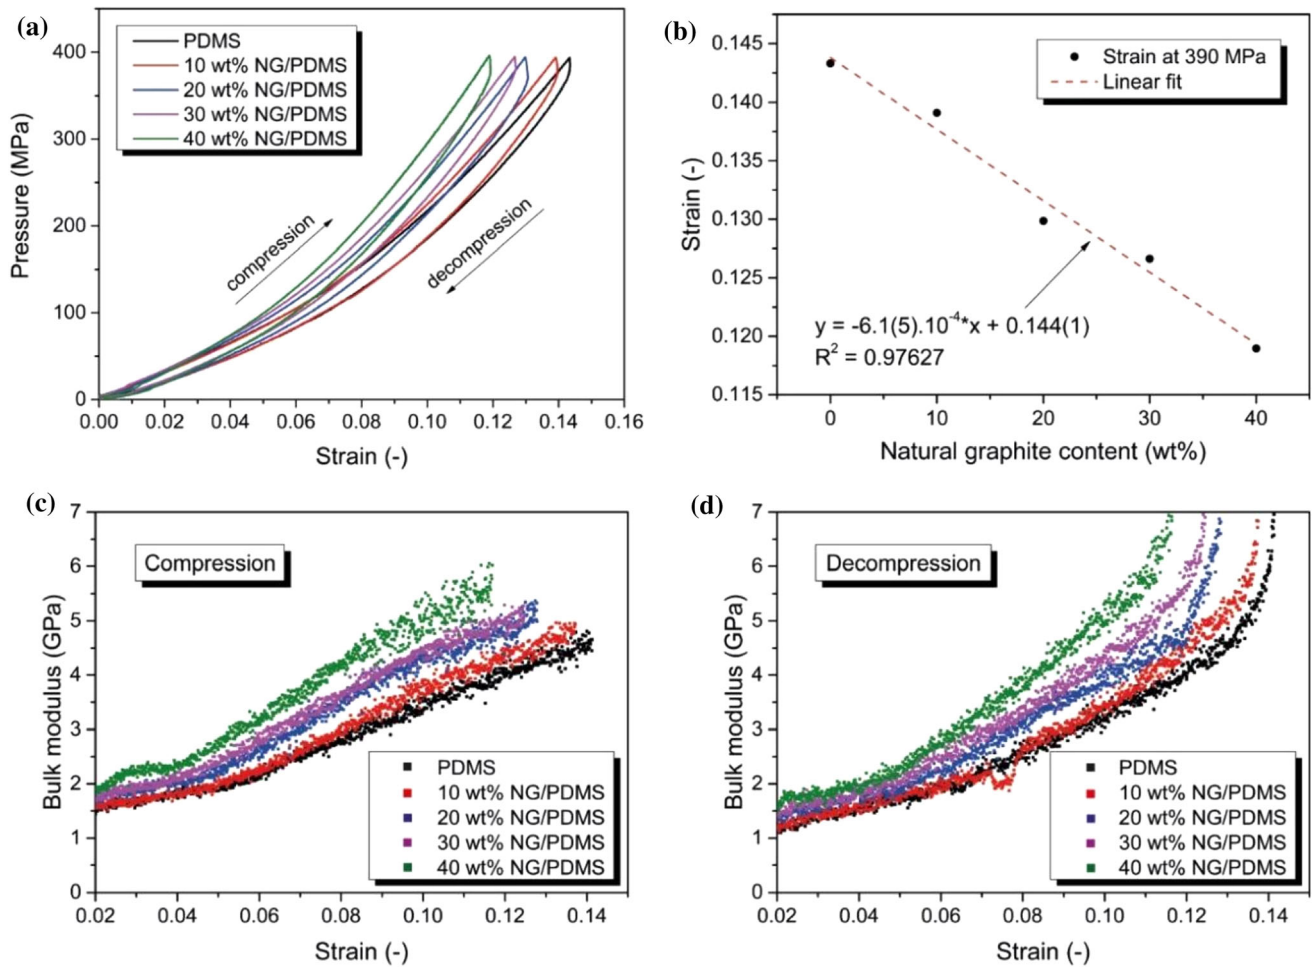 (a)
PDMS
10 wt% NG/PDMS
20 wt% NG/PDMS
30 wt% NG/PDMS
40 wt% NG/PDMS
400
300
200
100
0
Pressure (MPa)
compression
decompression
0.00 0.02 0.04 0.06 0.08 0.10 0.12 0.14 0.16
Strain (-)
(b)
Strain at 390 MPa
Linear fit
0.145
0.140
0.135
0.130
0.125
0.120
0.115
Strain (-)
y = -6.1(5).10^-4*x + 0.144(1)
R^2 = 0.97627
0 10 20 30 40
Natural graphite content (wt%)
(c)
Compression
7
6
5
4
3
2
1
0
Bulk modulus (GPa)
PDMS
10 wt% NG/PDMS
20 wt% NG/PDMS
30 wt% NG/PDMS
40 wt% NG/PDMS
0.02 0.04 0.06 0.08 0.10 0.12 0.14
Strain (-)
(d)
Decompression
7
6
5
4
3
2
1
0
Bulk modulus (GPa)
PDMS
10 wt% NG/PDMS
20 wt% NG/PDMS
30 wt% NG/PDMS
40 wt% NG/PDMS
0.02 0.04 0.06 0.08 0.10 0.12 0.14
Strain (-)